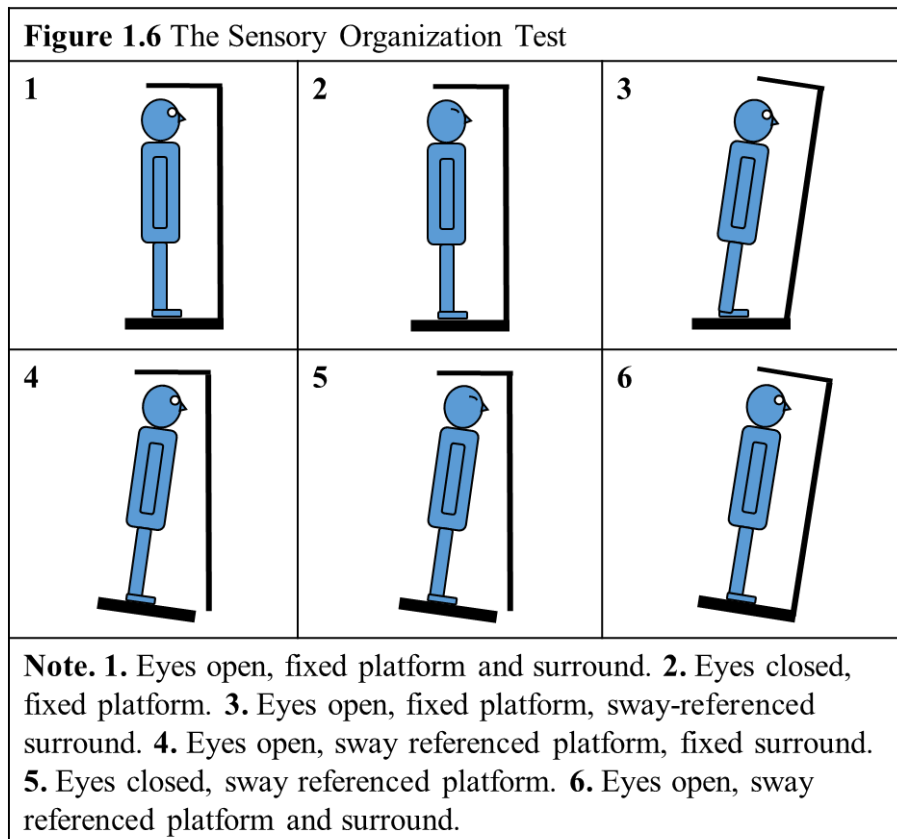 Figure 1.6 The Sensory Organization Test
1
2
3
4
5
6
Note. 1. Eyes open, fixed platform and surround. 2. Eyes closed,
fixed platform. 3. Eyes open, fixed platform, sway-referenced
surround. 4. Eyes open, sway referenced platform, fixed surround.
5. Eyes closed, sway referenced platform. 6. Eyes open, sway
referenced platform and surround.